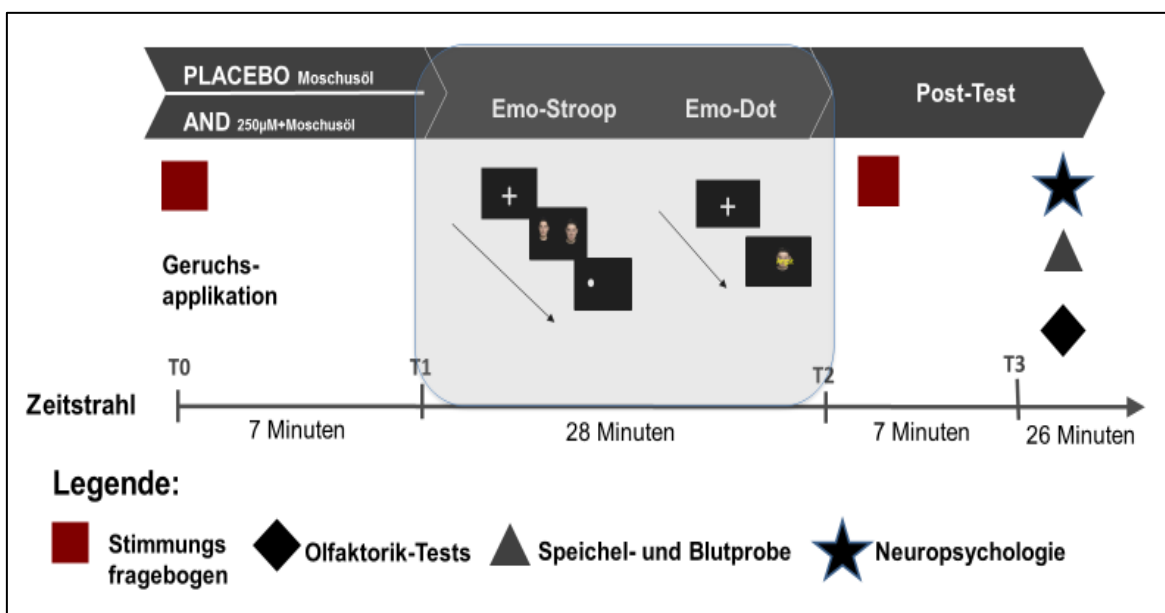 PLACEBO Moschusöl
AND 250µM+Moschusöl
Emo-Stroop
Emo-Dot
Post-Test
Geruchs-
applikation
T0
T1
T2
T3
Zeitstrahl
7 Minuten
28 Minuten
7 Minuten
26 Minuten
Legende:
Stimmungs
fragebogen
Olfaktorik-Tests
Speichel- und Blutprobe
Neuropsychologie